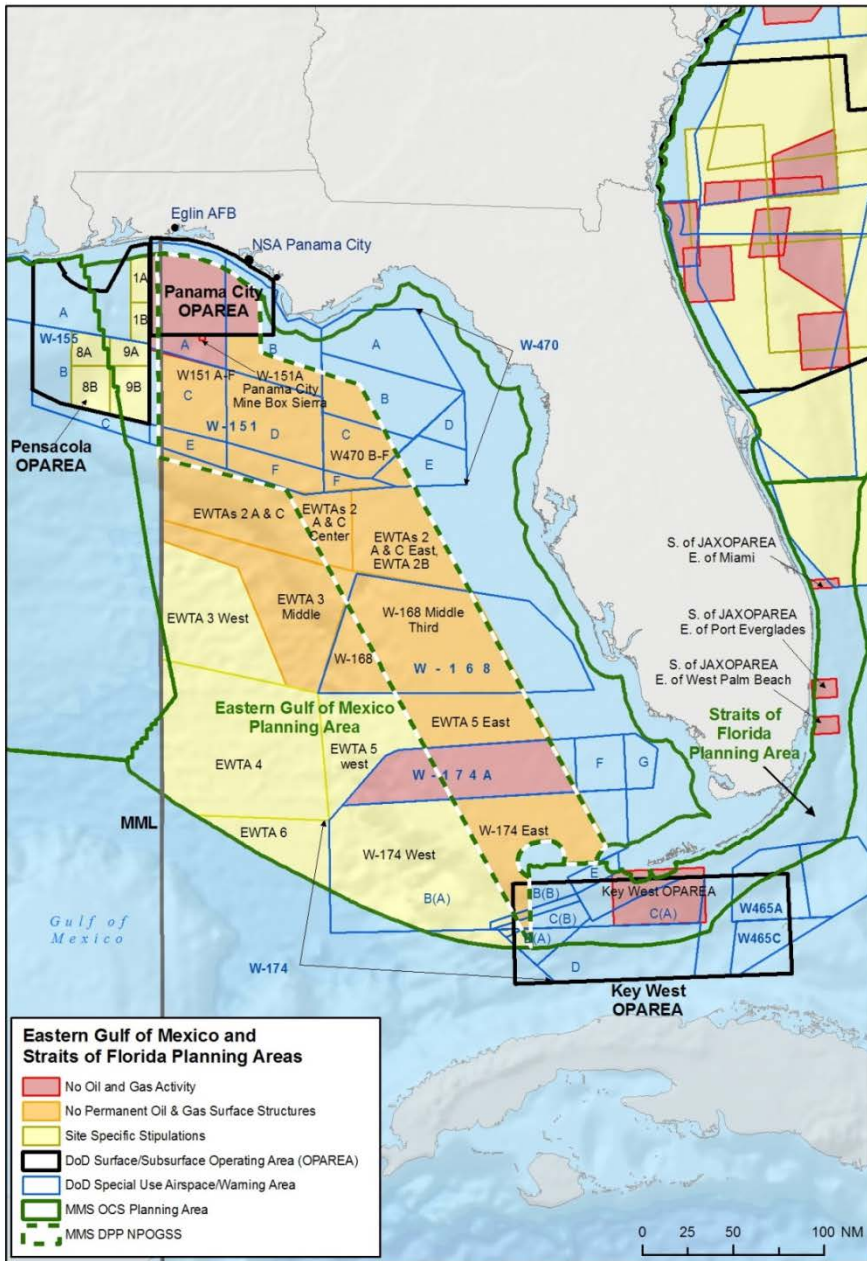 Eglin AFB
NSA Panama City
1A
Panama City
OPAREA
1B
A
W-155
A
B
A
W-470
8A
9A
B
W151 A-F
W-151A
Panama City
Mine Box Sierra
8B
9B
C
B
C
W-151
D
C
D
Pensacola
OPAREA
E
W470 B-F
E
F
F
EWTAs 2 A & C
EWTAs 2
A & C
Center
EWTAs 2
A & C East,
EWTA 2B
S. of JAXOPAREA
E. of Miami
EWTA 3 West
EWTA 3
Middle
W-168 Middle
Third
S. of JAXOPAREA
E. of Port Everglades
W-168
W-168
S. of JAXOPAREA
E. of West Palm Beach
Eastern Gulf of Mexico
Planning Area
EWTA 5 East
Straits of
Florida
Planning Area
EWTA 4
EWTA 5
west
W-174A
F
G
MML
EWTA 6
W-174 East
W-174 West
E
B(A)
B(B)
Key West OPAREA
C(B)
C(A)
W465A
Gulf of
Mexico
W465C
W-174
D
Key West
OPAREA
Eastern Gulf of Mexico and
Straits of Florida Planning Areas
No Oil and Gas Activity
No Permanent Oil & Gas Surface Structures
Site Specific Stipulations
DoD Surface/Subsurface Operating Area (OPAREA)
DoD Special Use Airspace/Warning Area
MMS OCS Planning Area
MMS DPP NPOGSS
0 25 50 100 NM